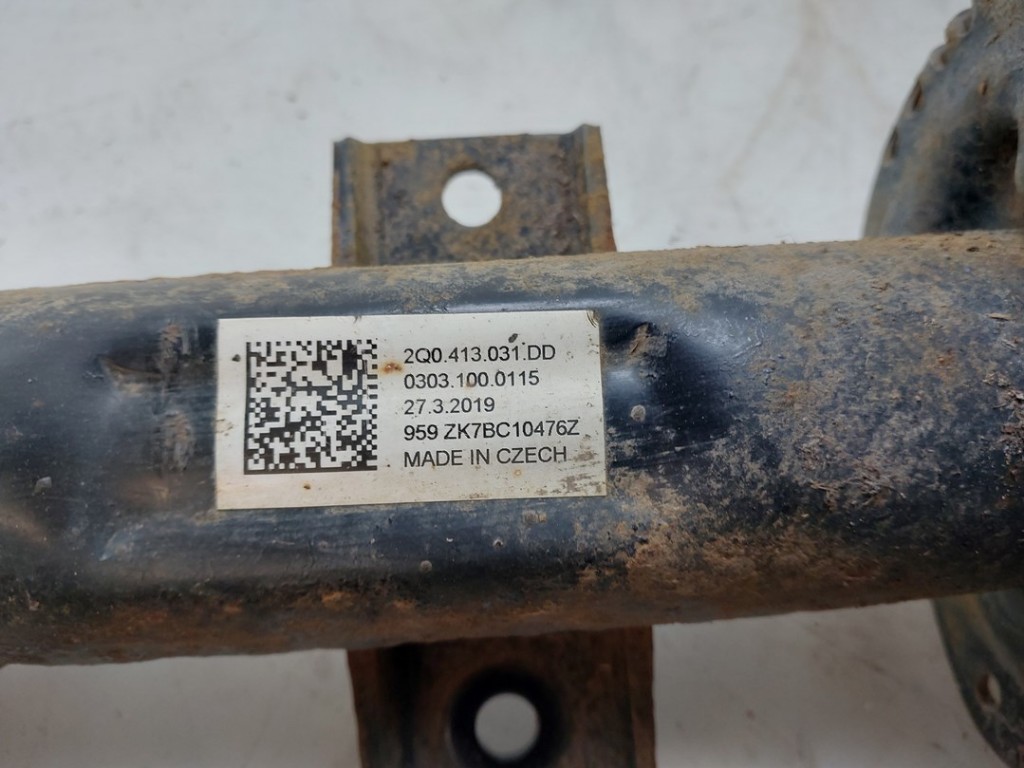 2Q0.413.031.DD
0303.100.0115
27.3.2019
959 ZK7BC10476Z
MADE IN CZECH